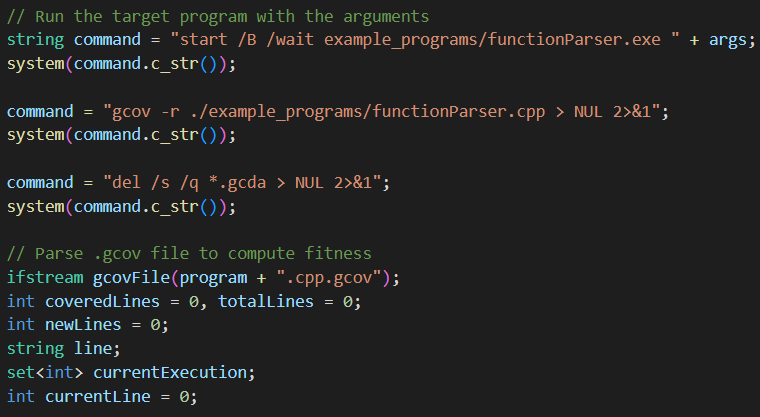 // Run the target program with the arguments
string command = "start /B /wait example_programs/functionParser.exe " + args;
system(command.c_str());
command = "gcov -r ./example_programs/functionParser.cpp > NUL 2>&1";
system(command.c_str());
command = "del /s /q *.gcda > NUL 2>&1";
system(command.c_str());
// Parse .gcov file to compute fitness
ifstream gcovFile(program + ".cpp.gcov");
int coveredLines = 0, totalLines = 0;
int newLines = 0;
string line;
set<int> currentExecution;
int currentLine = 0;